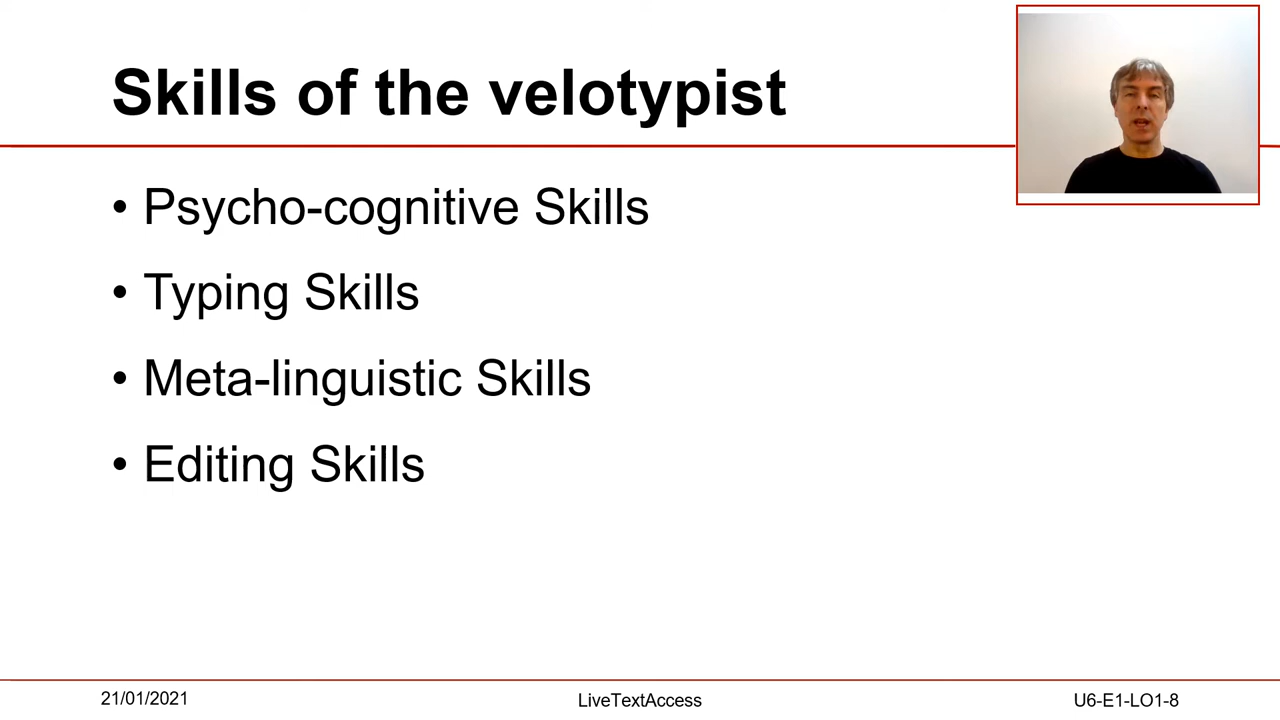 Skills of the velotypist
• Psycho-cognitive Skills
• Typing Skills
• Meta-linguistic Skills
• Editing Skills
21/01/2021 LiveTextAccess U6-E1-LO1-8